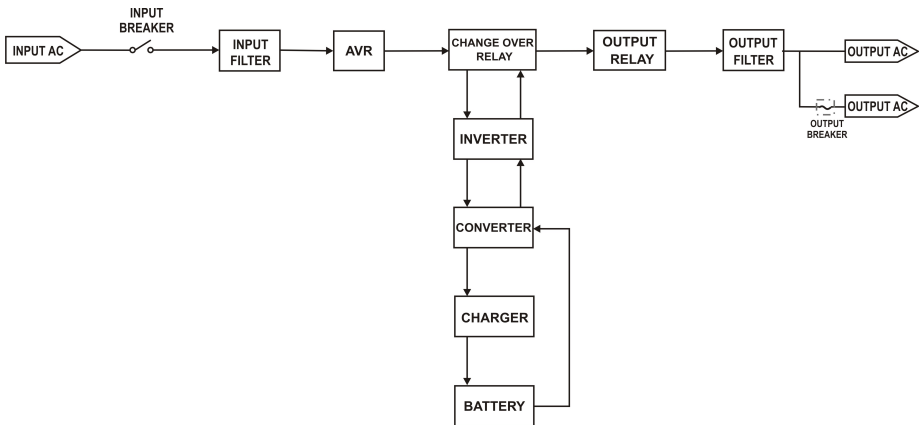 INPUT AC
INPUT
BREAKER
INPUT
FILTER
AVR
CHANGE OVER
RELAY
OUTPUT
RELAY
OUTPUT
FILTER
OUTPUT AC
OUTPUT AC
OUTPUT
BREAKER
INVERTER
CONVERTER
CHARGER
BATTERY